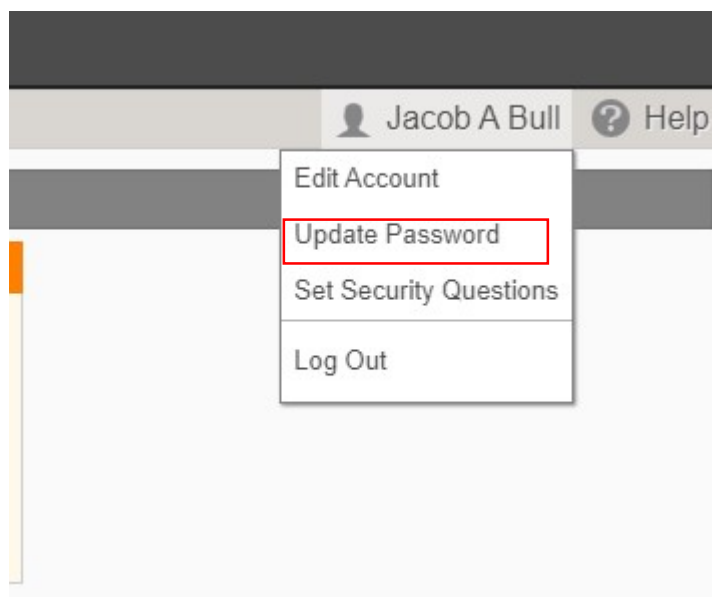 Jacob A Bull Help
Edit Account
Update Password
Set Security Questions
Log Out